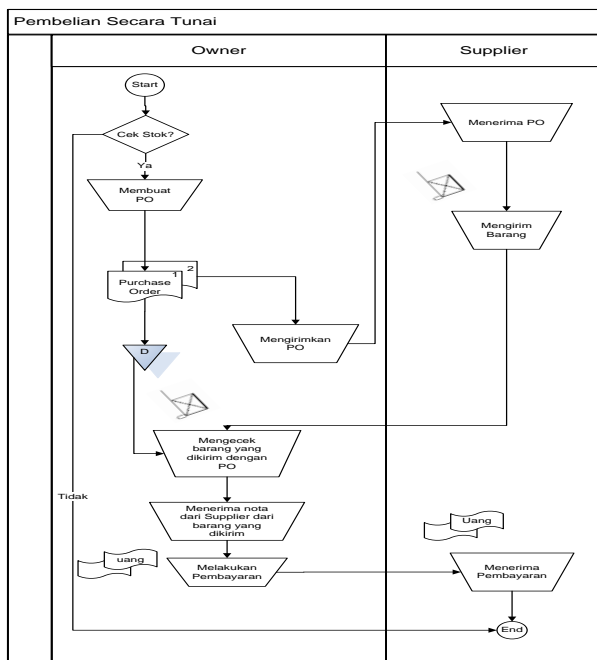 Pembelian Secara Tunai
Owner
Supplier
Start
Cek Stok?
Ya
Membuat
PO
1
2
Purchase
Order
D
Mengirimkan
PO
Menerima PO
Mengirim
Barang
Mengecek
barang yang
dikirim dengan
PO
Tidak
Menerima nota
dari Supplier dari
barang yang
dikirim
uang
Melakukan
Pembayaran
Uang
Menerima
Pembayaran
End